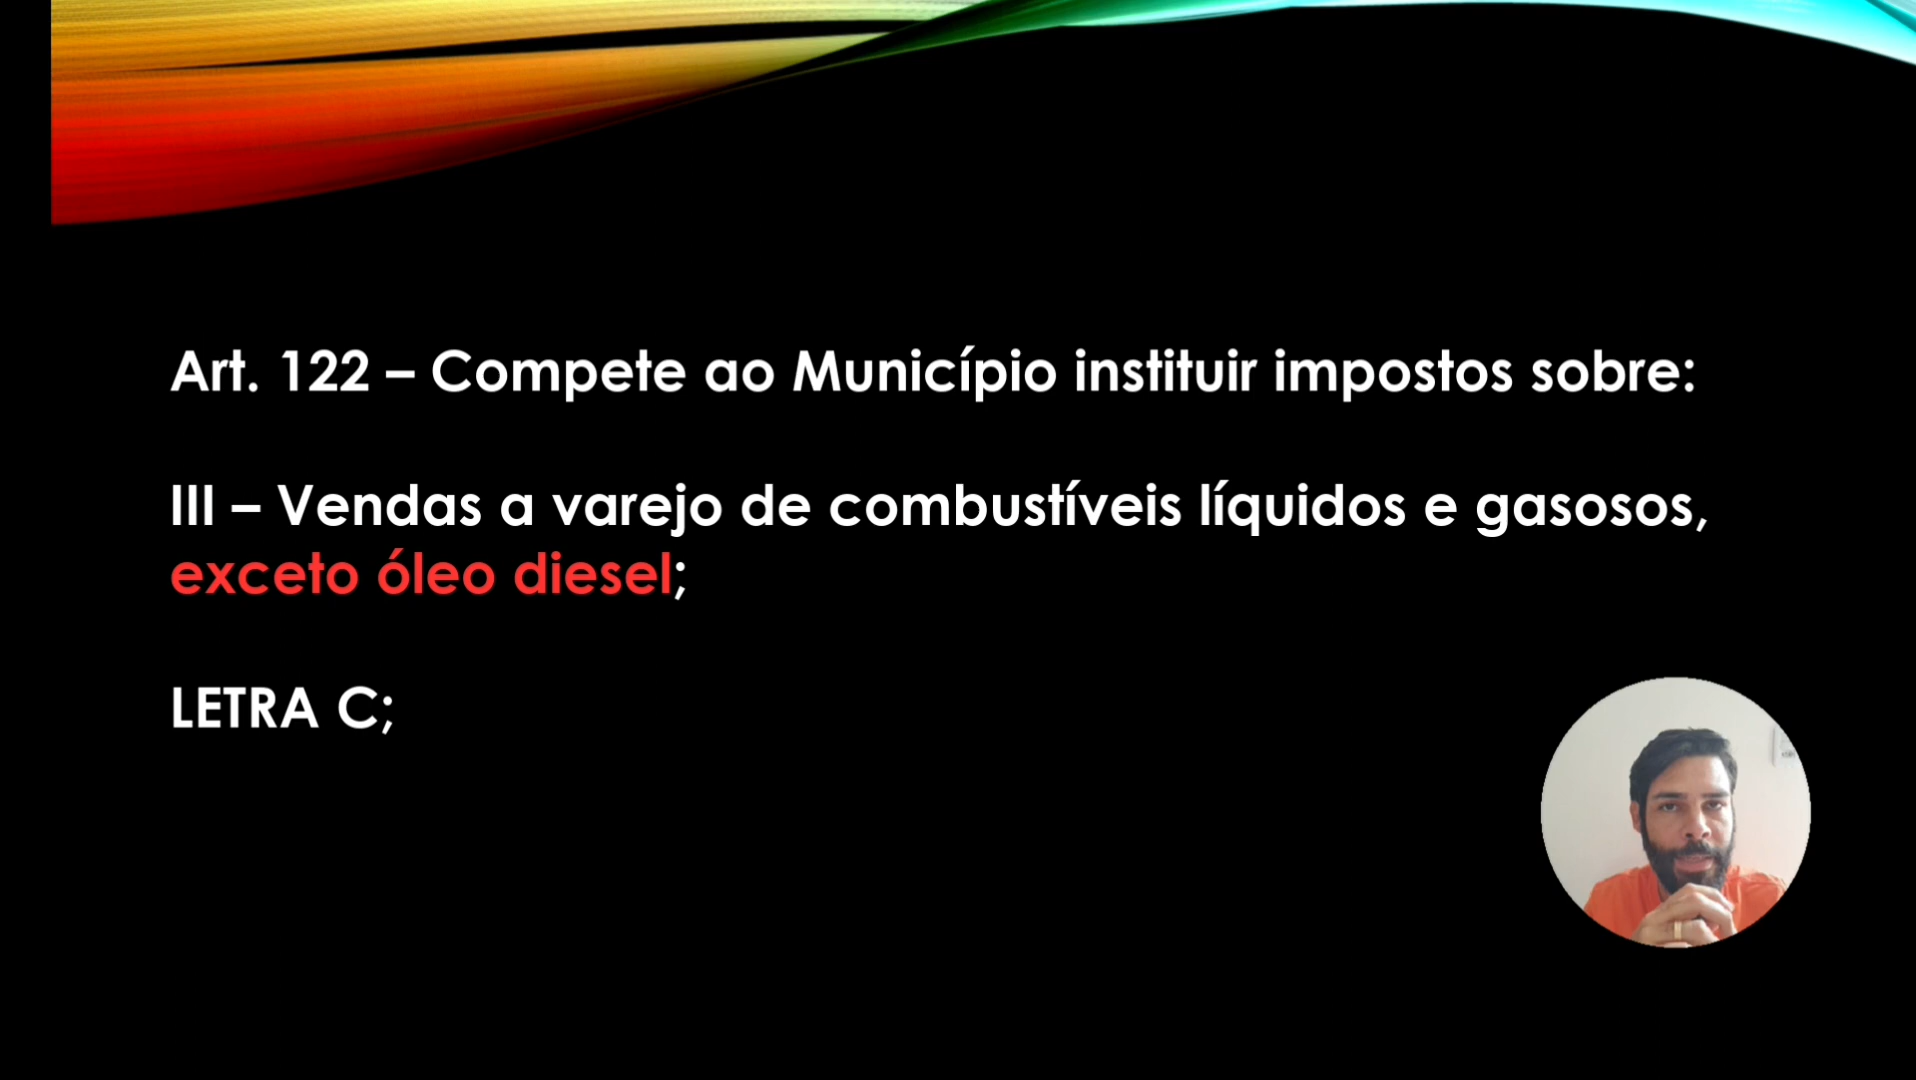 Art. 122 – Compete ao Município instituir impostos sobre:
III – Vendas a varejo de combustíveis líquidos e gasosos,
exceto óleo diesel;
LETRA C;